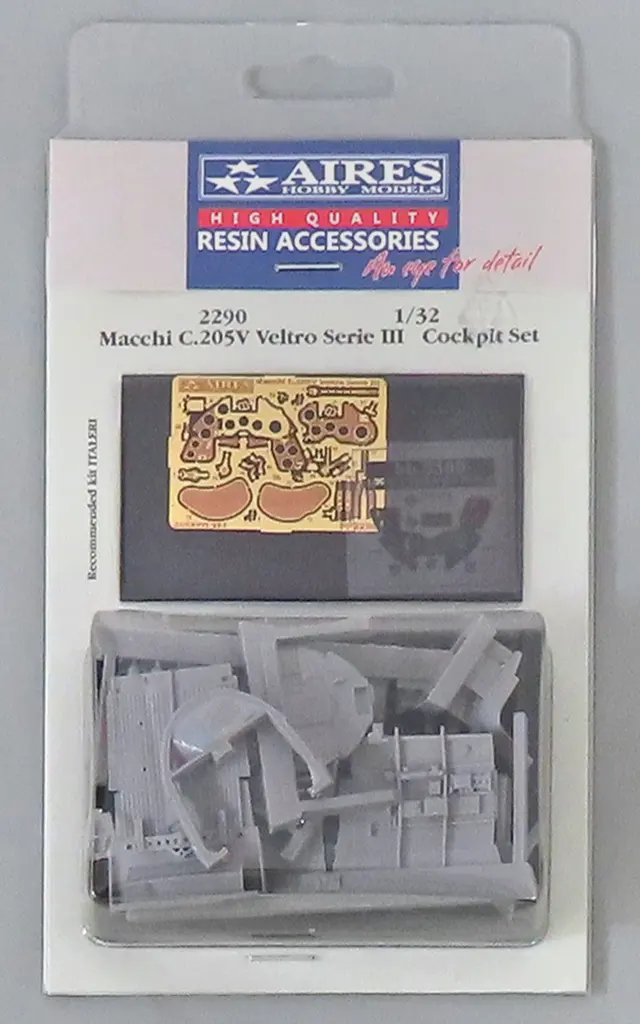 AIRES
HOBBY MODELS
HIGH QUALITY
RESIN ACCESSORIES
An eye for detail
2290 1/32
Macchi C.205V Veltro Serie III Cockpit Set
Recommended kit ITALERI
AIRES